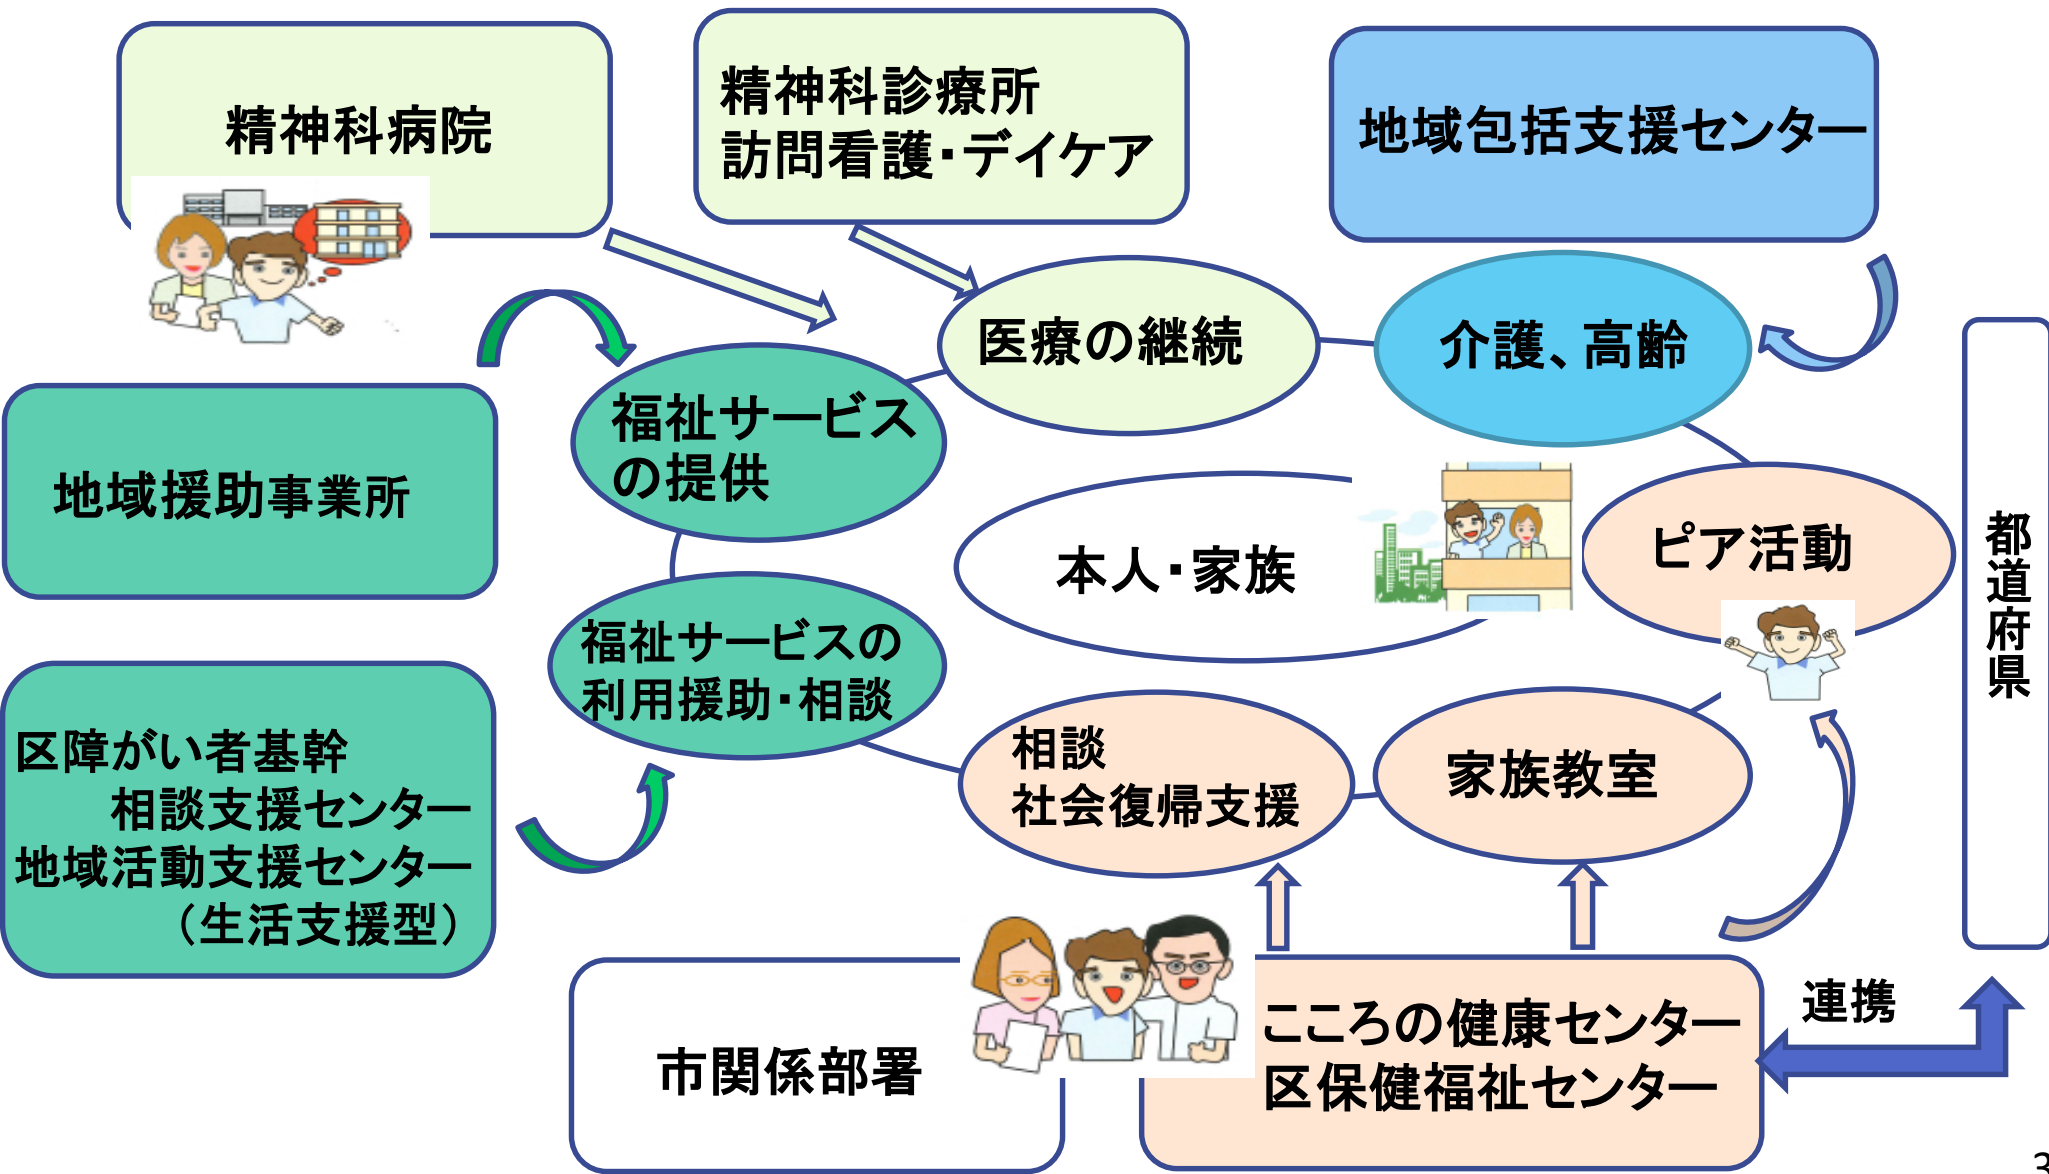 精神科病院
精神科診療所
訪問看護・デイケア
地域包括支援センター
医療の継続
介護、高齢
福祉サービス
の提供
地域援助事業所
本人・家族
ピア活動
都道府県
福祉サービスの
利用援助・相談
区障がい者基幹
相談支援センター
地域活動支援センター
（生活支援型）
相談
社会復帰支援
家族教室
連携
市関係部署
こころの健康センター
区保健福祉センター
3